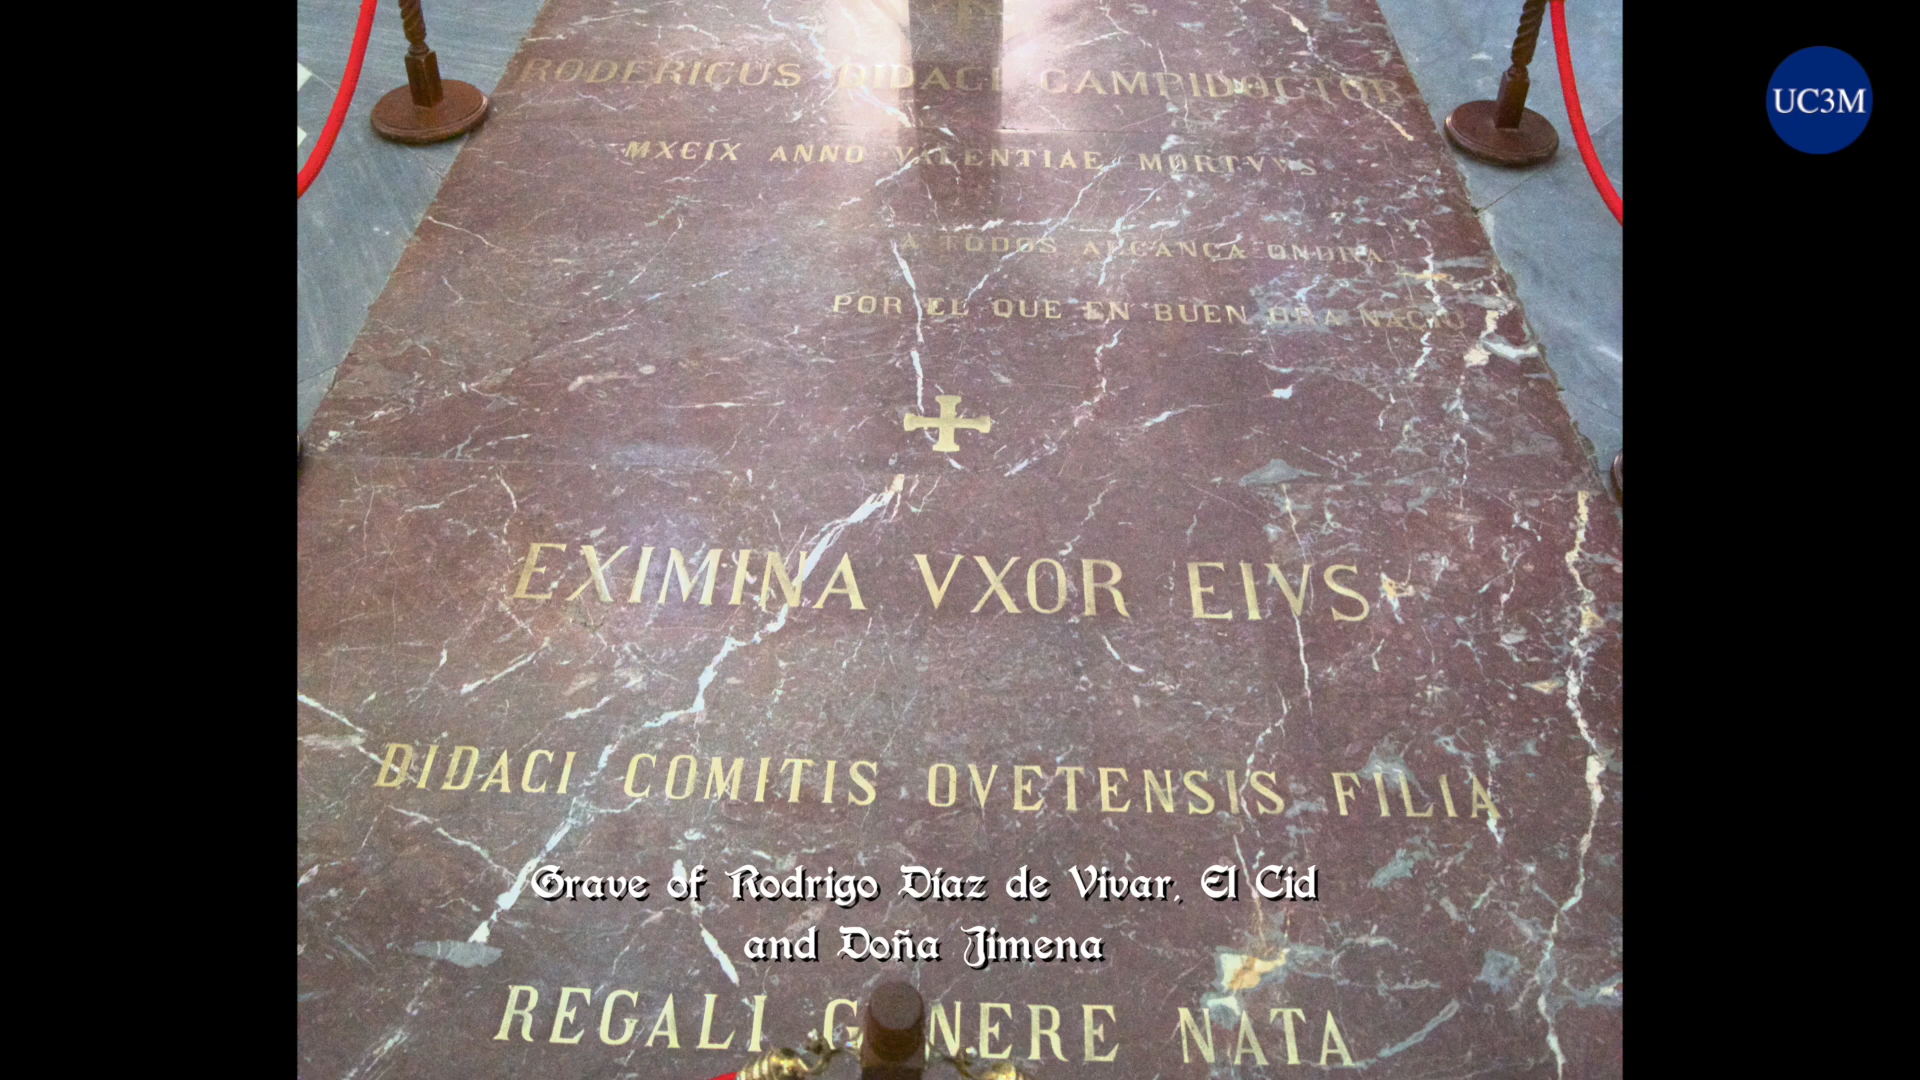 RODERICUS DIDACI CAMPIDOCTOR
MXCIX ANNO VALENTIAE MORTVVS
A TODOS ALCANÇA ONDRA
POR EL QUE EN BUEN ORA NACIO
EXIMINA VXOR EIVS
DIDACI COMITIS OVETENSIS FILIA
Grave of Rodrigo Díaz de Vivar, El Cid
and Doña Jimena
REGALI GENERE NATA
UC3M